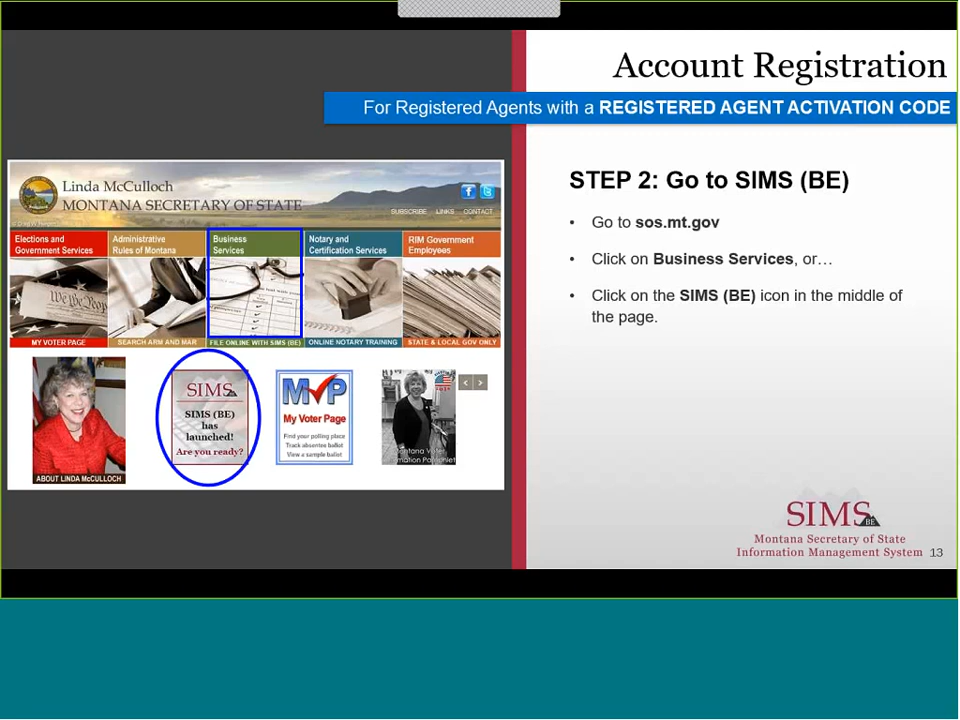 Account Registration
For Registered Agents with a REGISTERED AGENT ACTIVATION CODE
Linda McCulloch
MONTANA SECRETARY OF STATE
SUBSCRIBE LINKS CONTACT
Elections and
Government Services
Administrative
Rules of Montana
Business
Services
Notary and
Certification Services
RIM Government
Employees
We the People
MY VOTER PAGE
SEARCH ARM AND MAR
FILE ONLINE WITH SIMS (BE)
ONLINE NOTARY TRAINING
STATE & LOCAL GOV ONLY
ABOUT LINDA McCULLOCH
SIMS
SIMS (BE)
has
launched!
Are you ready?
MVP
My Voter Page
Find your polling place
Track absentee ballot
View a sample ballot
STEP 2: Go to SIMS (BE)
• Go to sos.mt.gov
• Click on Business Services, or…
• Click on the SIMS (BE) icon in the middle of
the page.
SIMS
BE
Montana Secretary of State
Information Management System
13